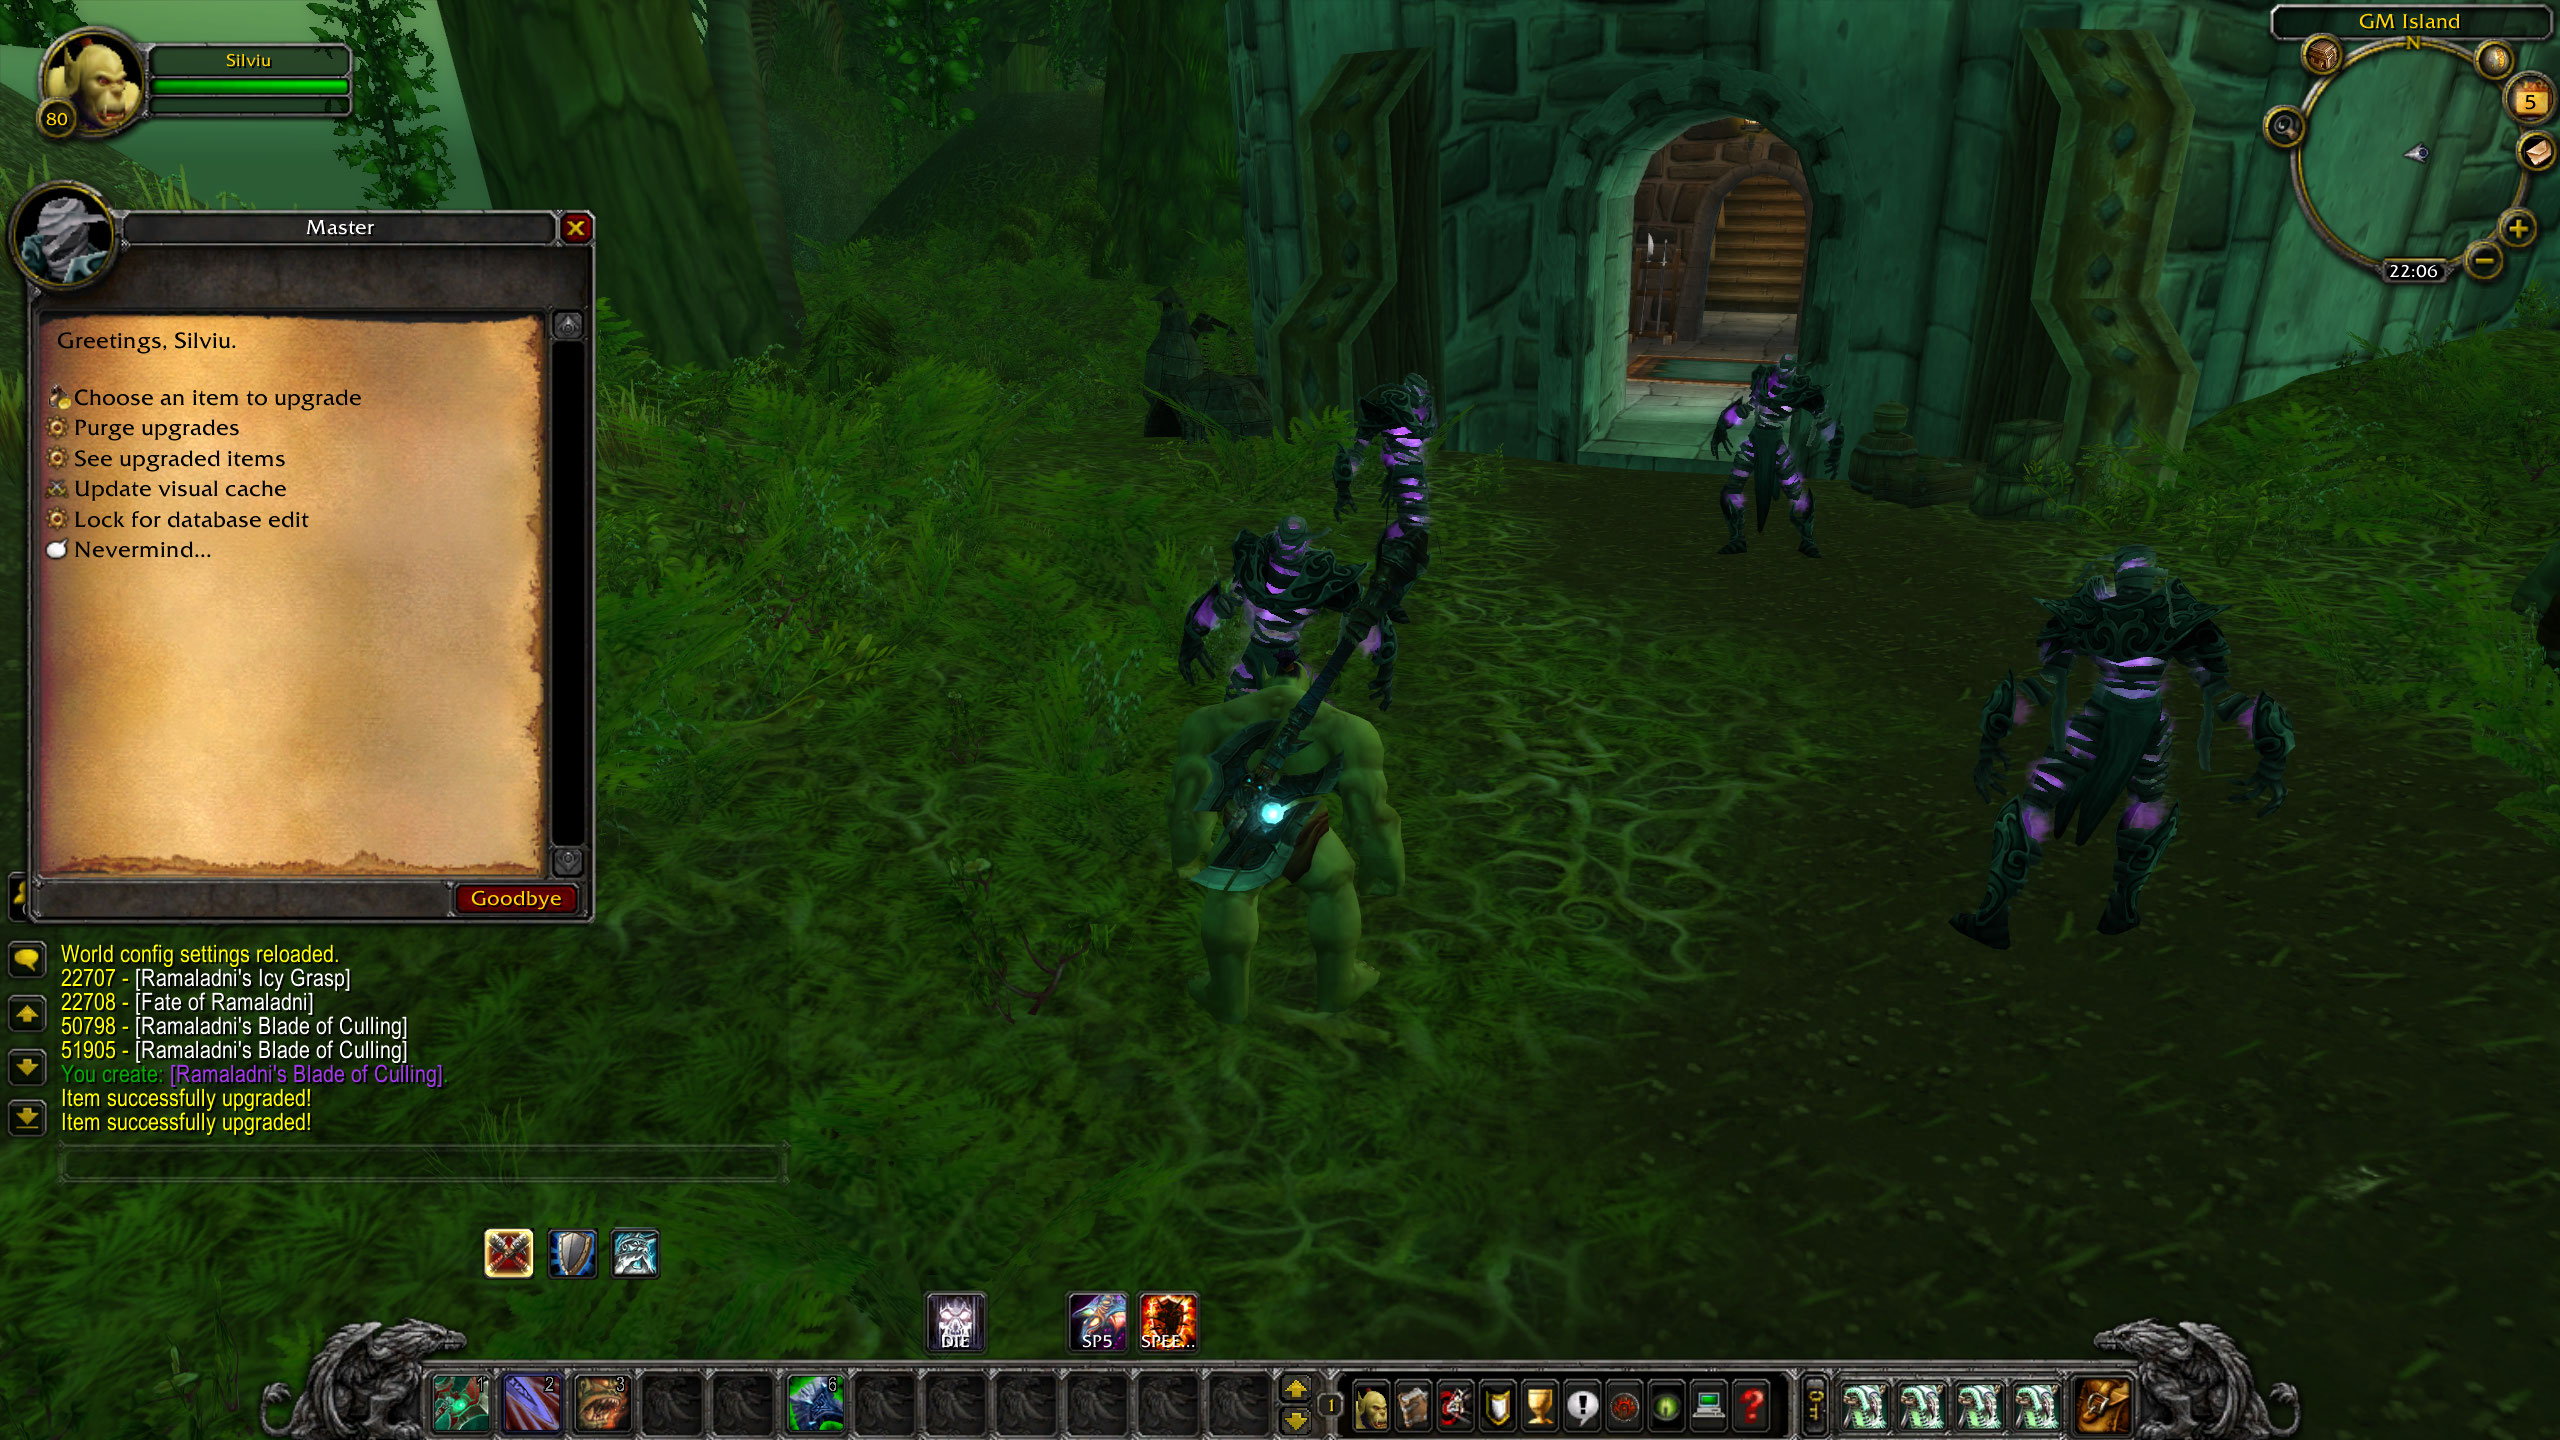 Silviu
80
GM Island
N
5
22:06
Master
Greetings, Silviu.
Choose an item to upgrade
Purge upgrades
See upgraded items
Update visual cache
Lock for database edit
Nevermind...
Goodbye
World config settings reloaded.
22707 - [Ramaladni's Icy Grasp]
22708 - [Fate of Ramaladni]
50798 - [Ramaladni's Blade of Culling]
51905 - [Ramaladni's Blade of Culling]
You create: [Ramaladni's Blade of Culling].
Item successfully upgraded!
Item successfully upgraded!
DIE
SP5
SPEE...
1
2
3
6
1